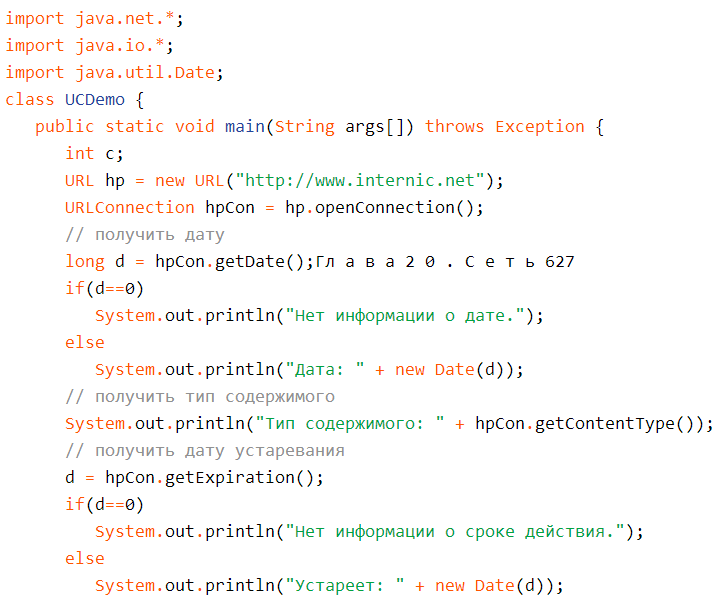 import java.net.*;
import java.io.*;
import java.util.Date;
class UCDemo {
   public static void main(String args[]) throws Exception {
      int c;
      URL hp = new URL("http://www.internic.net");
      URLConnection hpCon = hp.openConnection();
      // получить дату
      long d = hpCon.getDate();Гл а в а 2 0 . С е т ь 627
      if(d==0)
         System.out.println("Нет информации о дате.");
      else
         System.out.println("Дата: " + new Date(d));
      // получить тип содержимого
      System.out.println("Тип содержимого: " + hpCon.getContentType());
      // получить дату устаревания
      d = hpCon.getExpiration();
      if(d==0)
         System.out.println("Нет информации о сроке действия.");
      else
         System.out.println("Устареет: " + new Date(d));